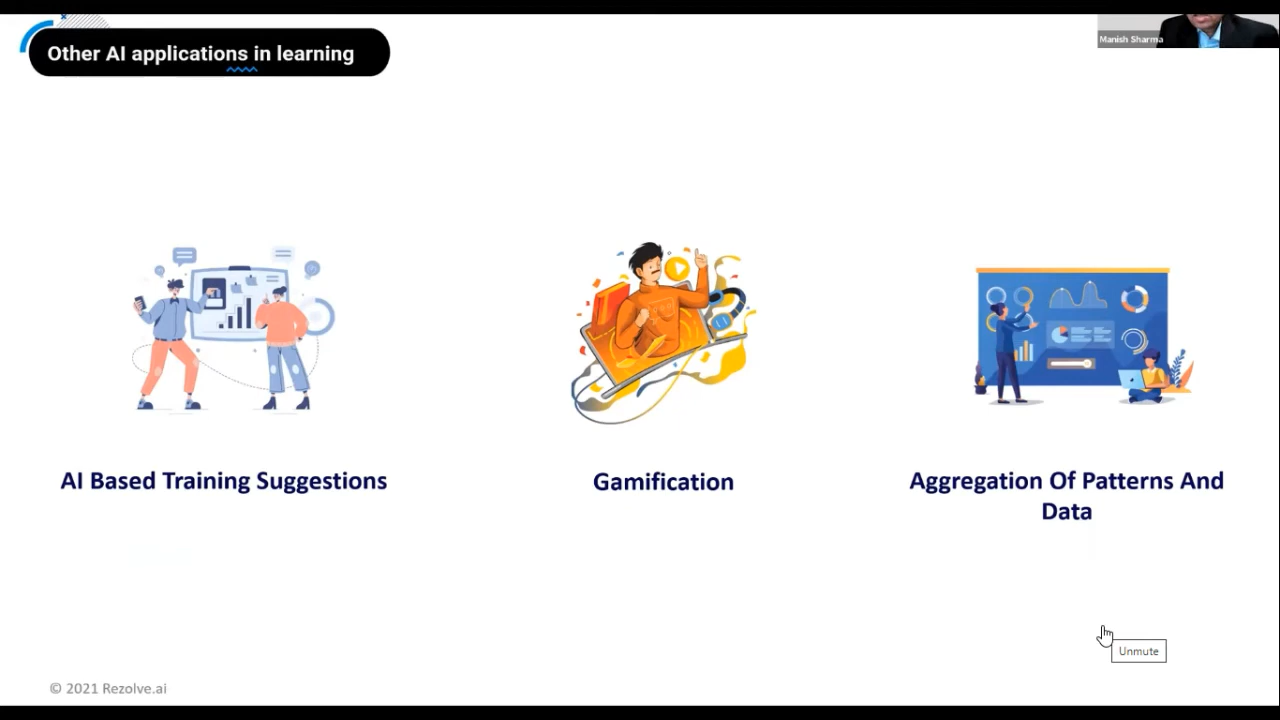 Other AI applications in learning
Manish Sharma
AI Based Training Suggestions
Gamification
Aggregation Of Patterns And
Data
Unmute
© 2021 Rezolve.ai